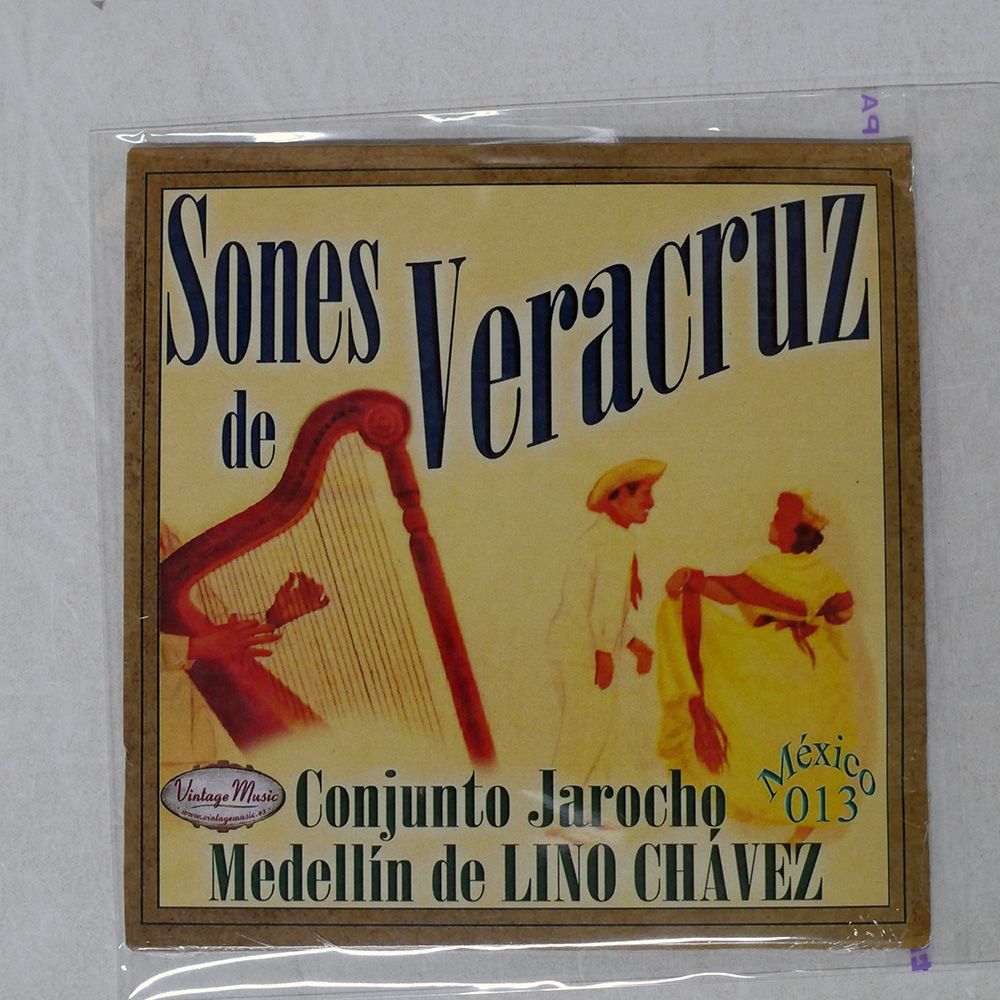 Sones
de
Veracruz
Vintage Music
www.vintagemusic.es
México
013
Conjunto Jarocho
Medellín de LINO CHÁVEZ